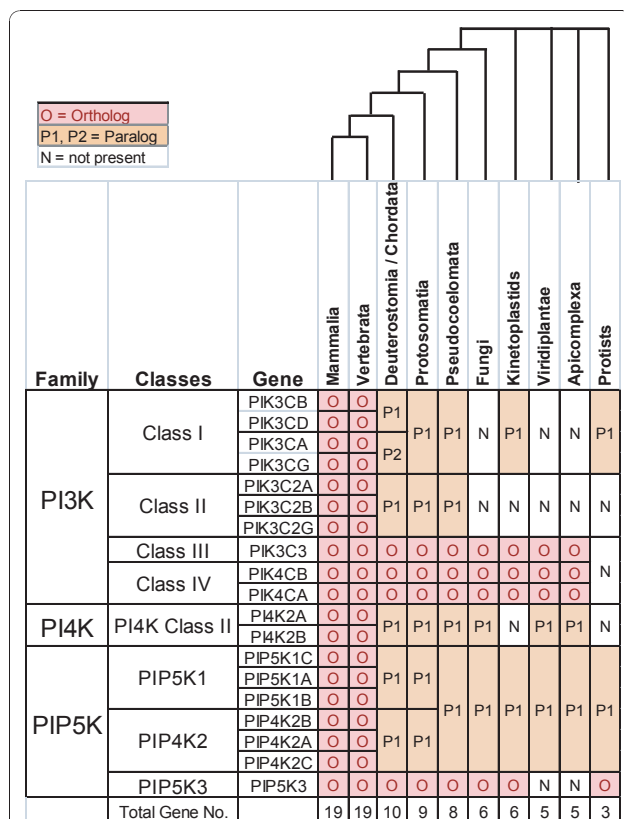 O = Ortholog
P1, P2 = Paralog
N = not present
Family Classes Gene Mammalia Vertebrata Deuterostomia / Chordata Protosomatia Pseudocoelomata Fungi Kinetoplastids Viridiplantae Apicomplexa Protists
PI3K
Class I
PIK3CB O O
PIK3CD O O
PIK3CA O O
PIK3CG O O
P1
P2
P1 P1 N P1 N N P1
Class II
PIK3C2A O O
PIK3C2B O O
PIK3C2G O O
P1 P1 P1 N N N N N
Class III PIK3C3 O O O O O O O O O
Class IV
PIK4CB O O O O O O O O O
PIK4CA O O O O O O O O O
N
PI4K PI4K Class II
PI4K2A O O
PI4K2B O O
P1 P1 P1 P1 N P1 P1 N
PIP5K
PIP5K1
PIP5K1C O O
PIP5K1A O O
PIP5K1B O O
P1 P1
PIP4K2
PIP4K2B O O
PIP4K2A O O
PIP4K2C O O
P1 P1
P1 P1 P1 P1 P1 P1
PIP5K3 PIP5K3 O O O O O O O N N O
Total Gene No. 19 19 10 9 8 6 6 5 5 3